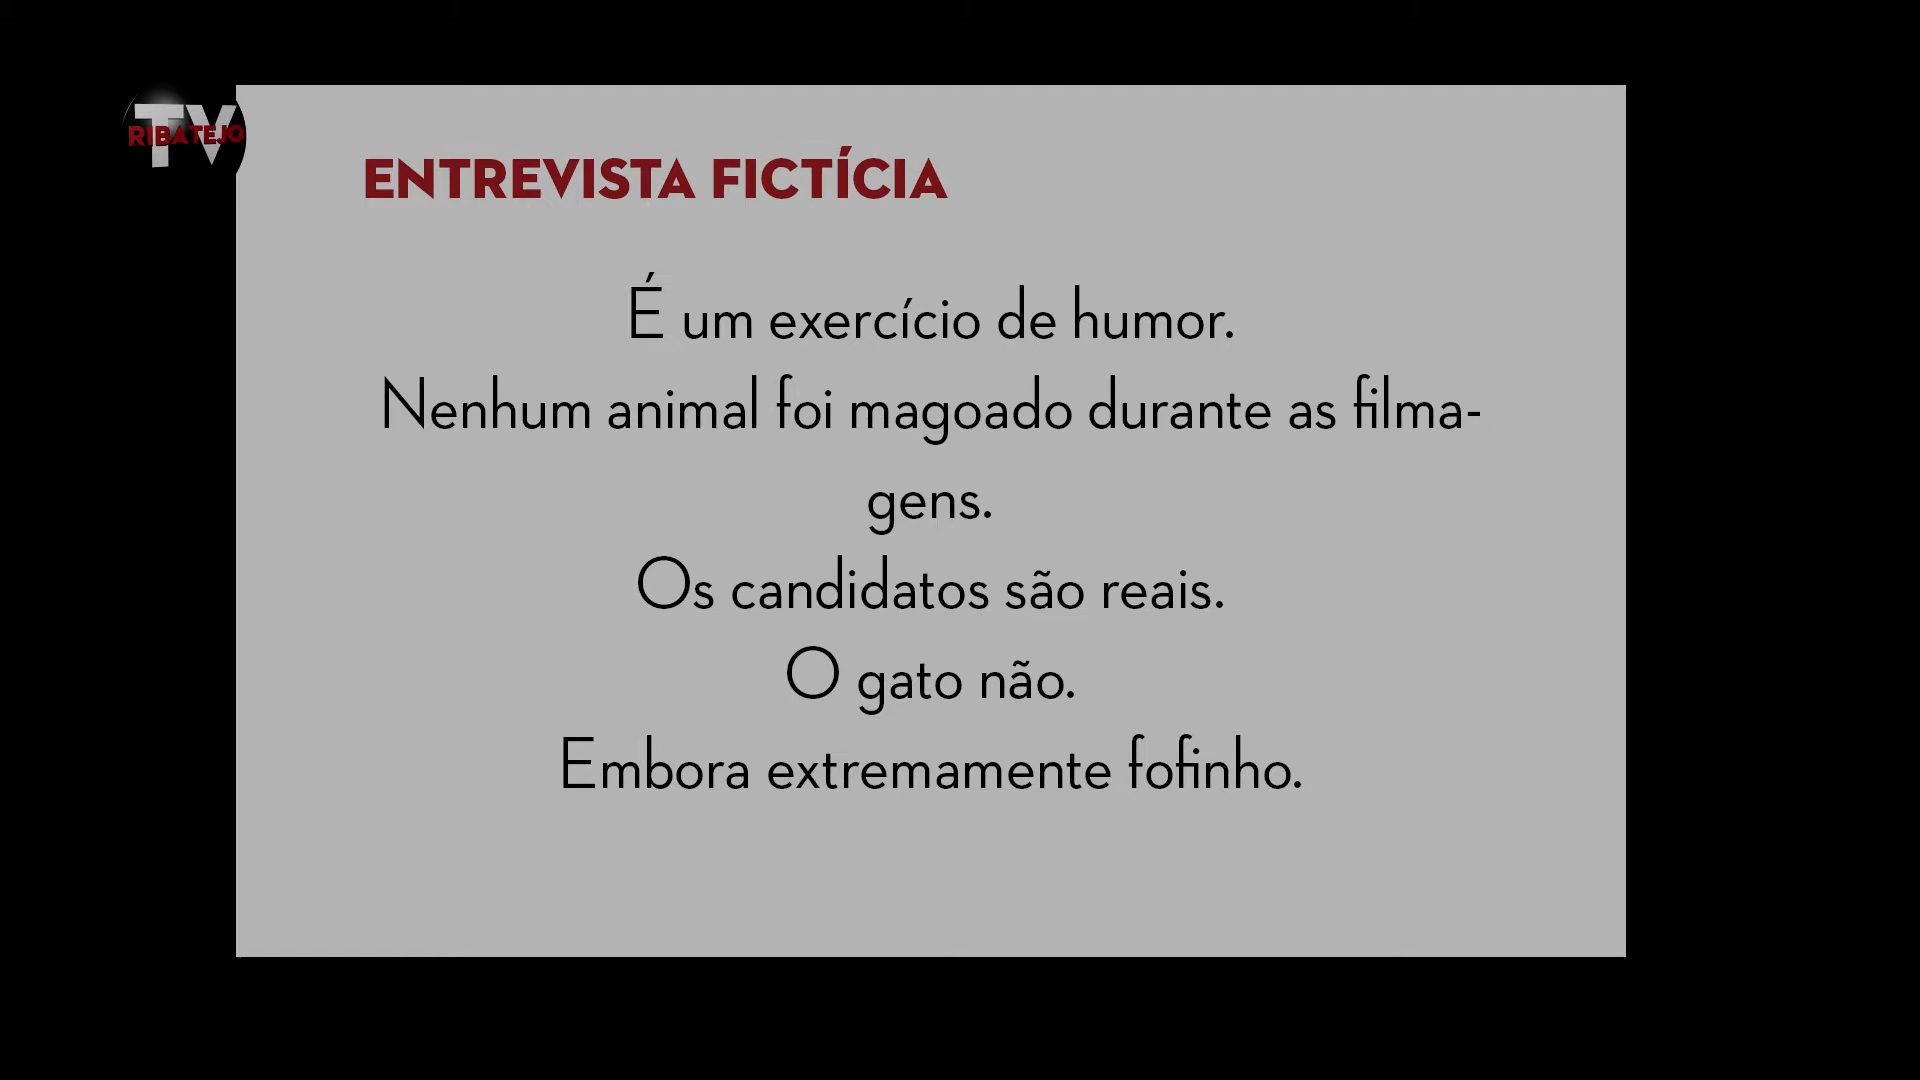 TV
RIBATEJO
ENTREVISTA FICTÍCIA
É um exercício de humor.
Nenhum animal foi magoado durante as filma-
gens.
Os candidatos são reais.
O gato não.
Embora extremamente fofinho.